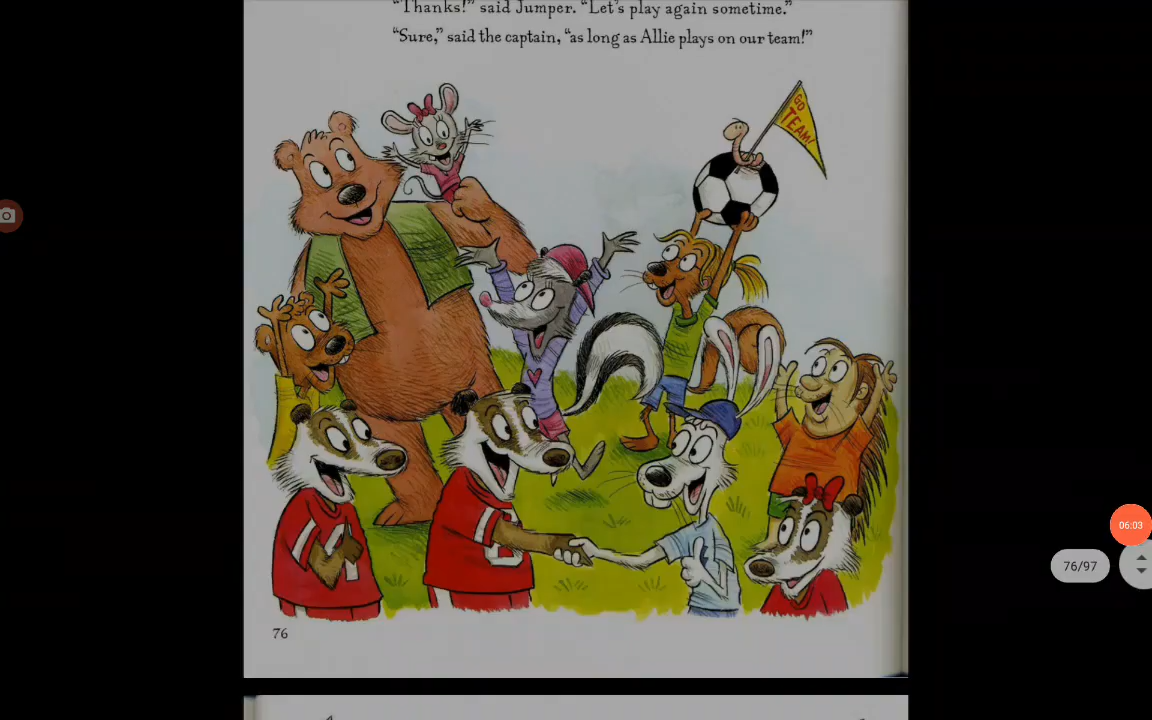 “Thanks!” said Jumper. “Let’s play again sometime.”
“Sure,” said the captain, “as long as Allie plays on our team!”
GO
TEAM!
06:03
76/97
76